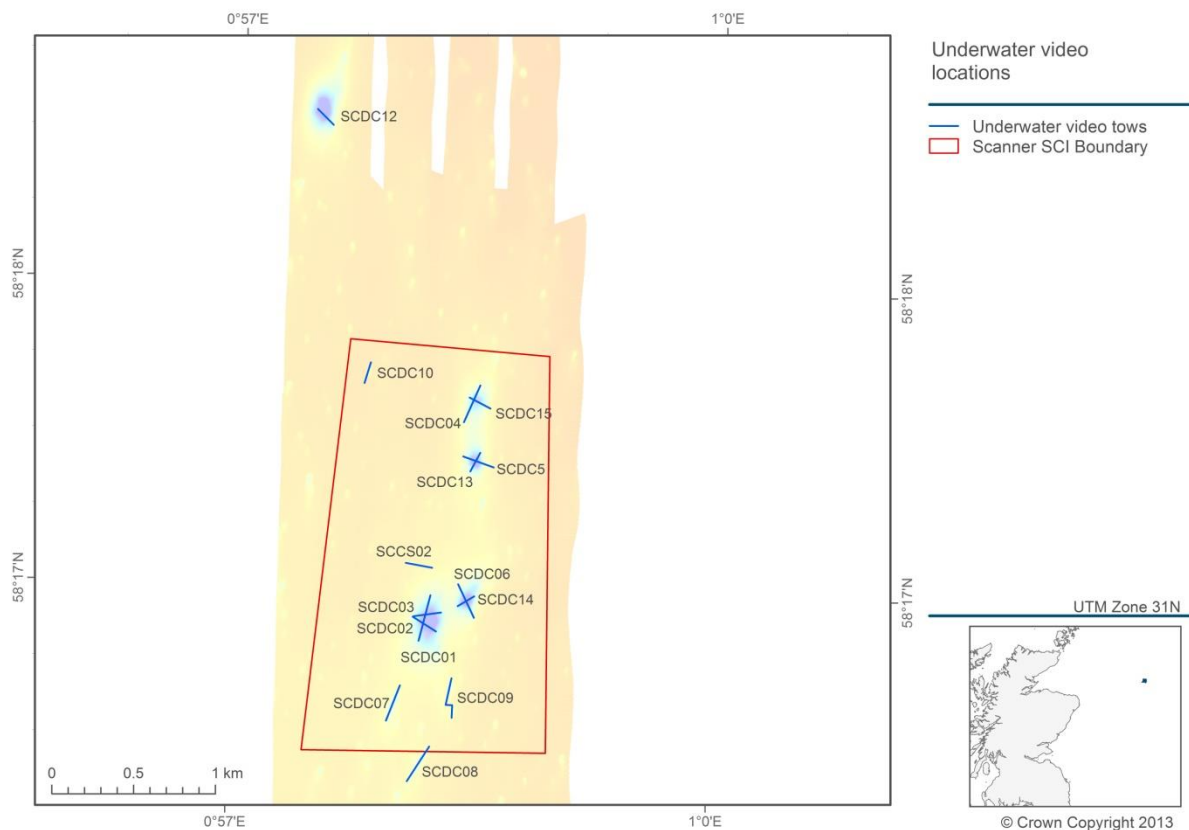 0°57'E
1°0'E
Underwater video
locations
Underwater video tows
Scanner SCI Boundary
SCDC12
58°18'N
58°18'N
SCDC10
SCDC15
SCDC04
SCDC5
SCDC13
SCCS02
58°17'N
58°17'N
SCDC06
SCDC14
SCDC03
SCDC02
SCDC01
UTM Zone 31N
SCDC07
SCDC09
SCDC08
0 0.5 1 km
0°57'E
1°0'E
© Crown Copyright 2013